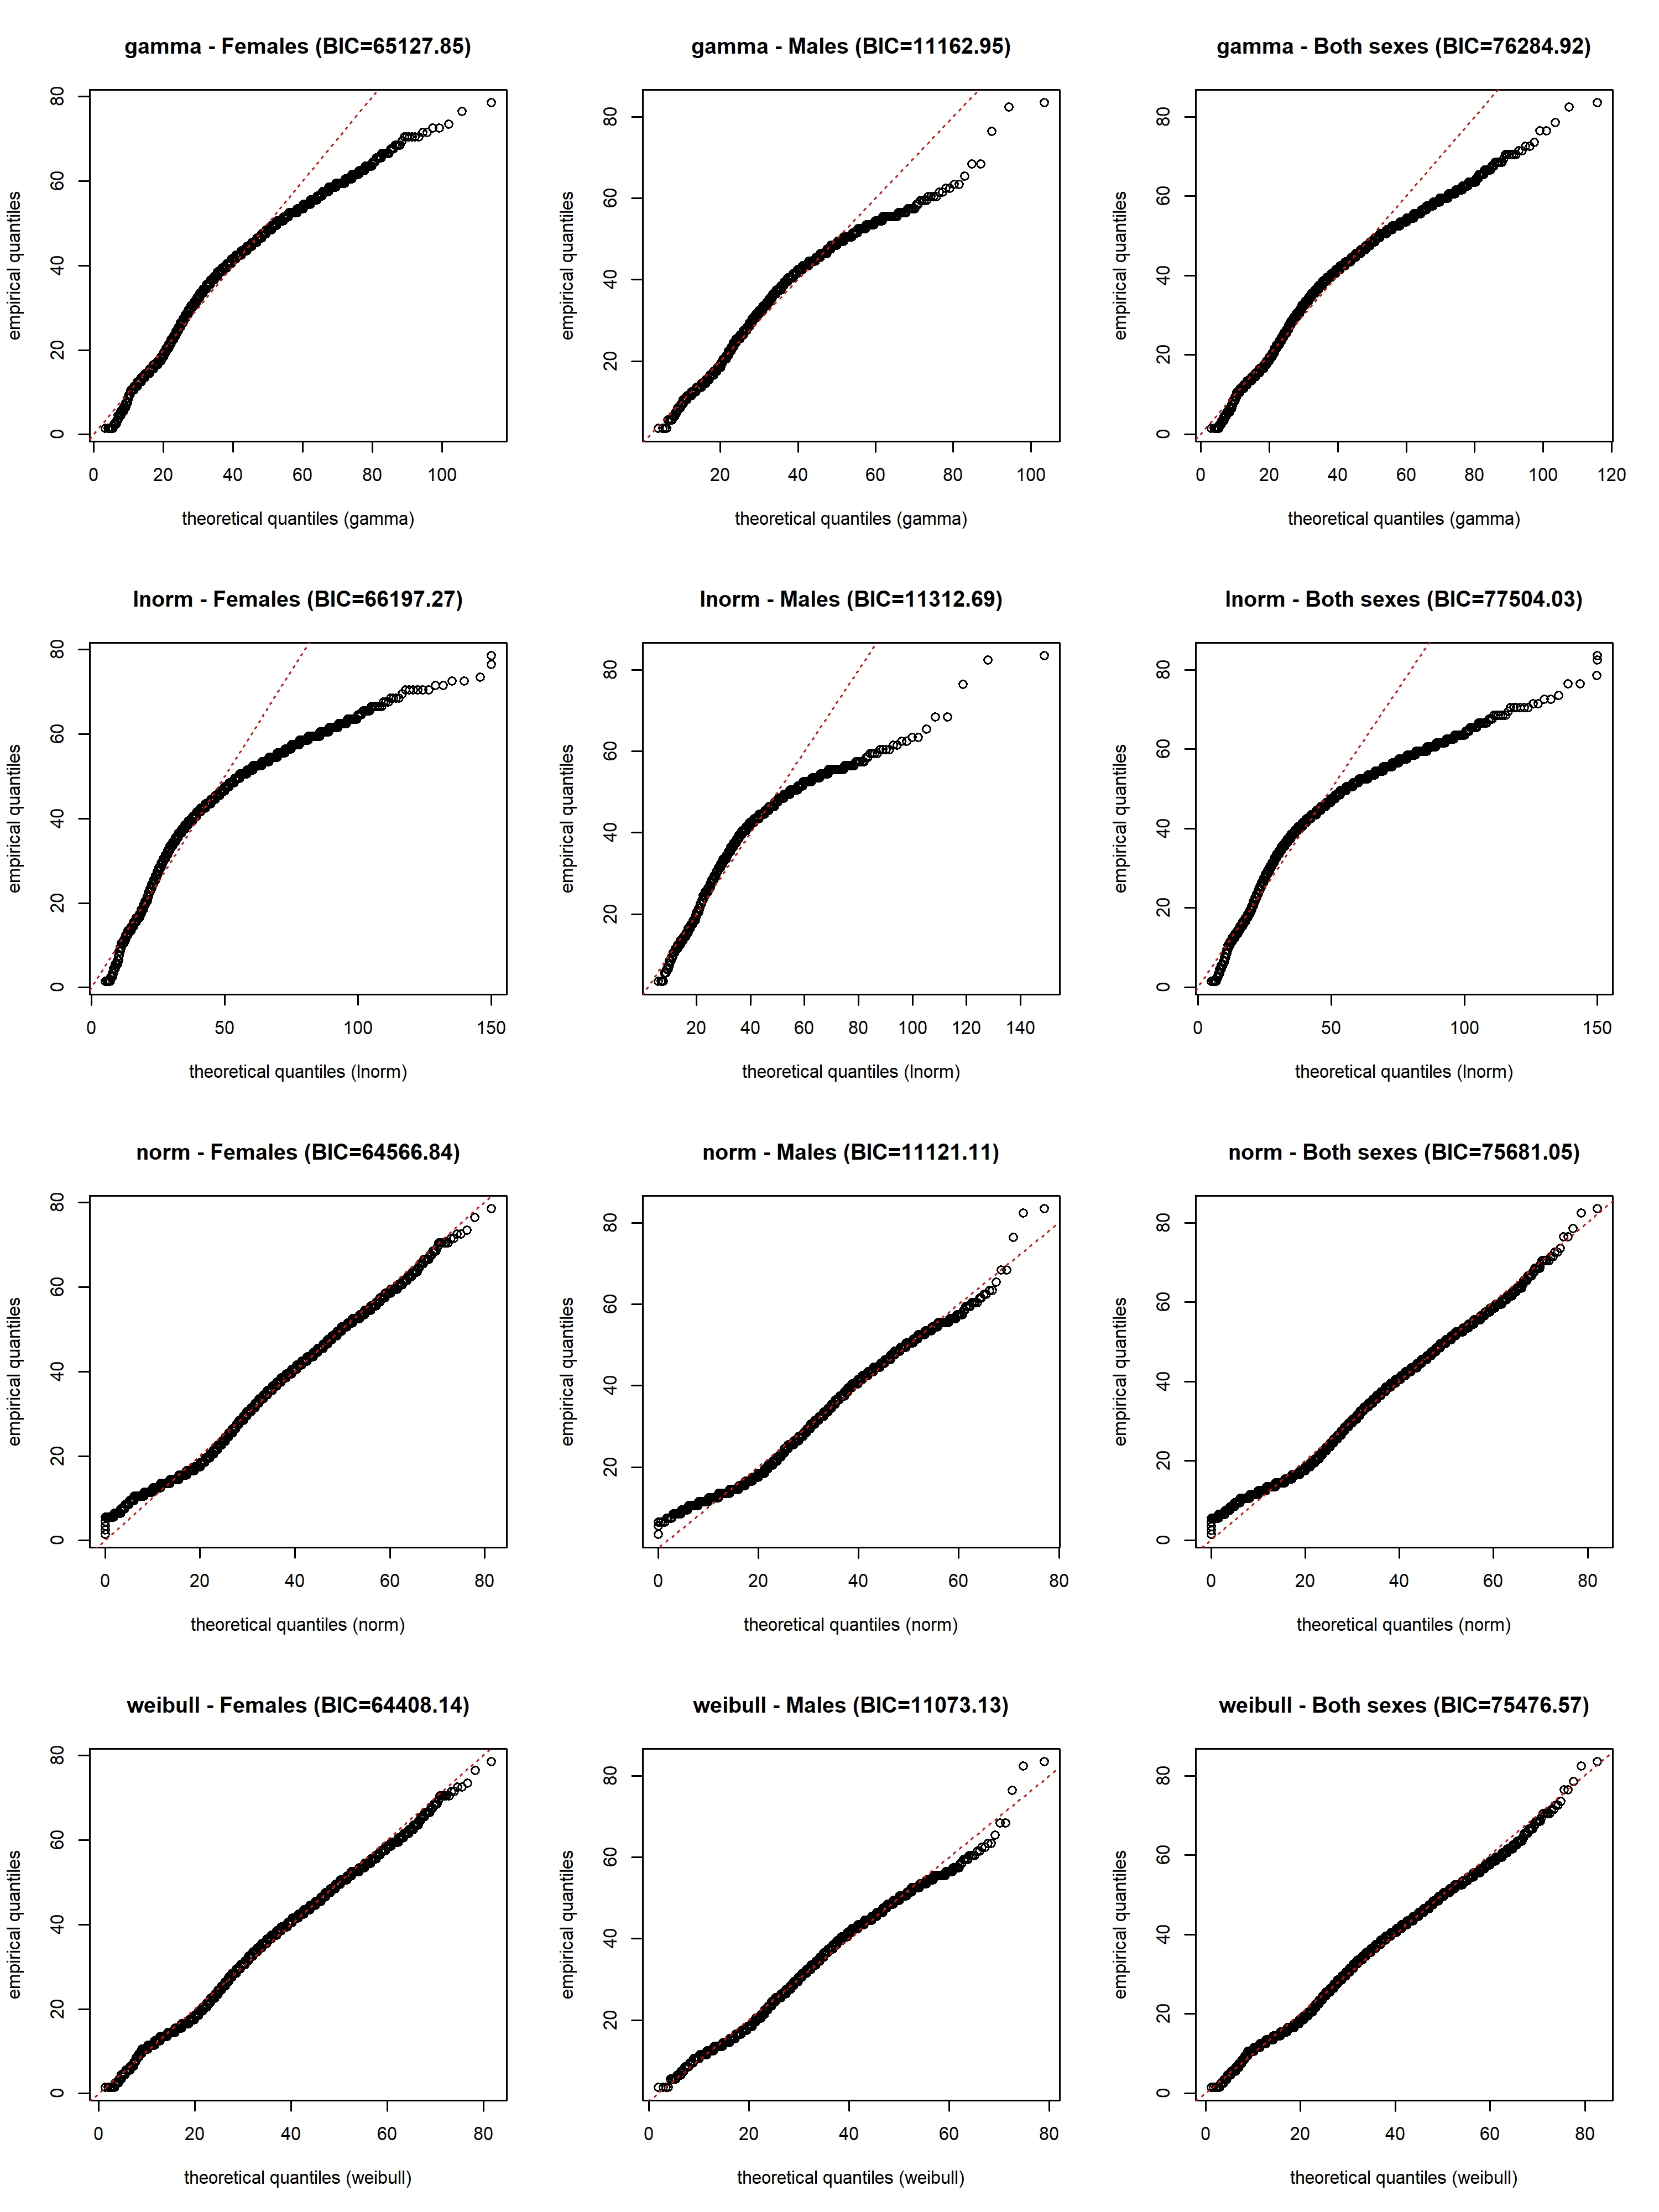 gamma - Females (BIC=65127.85)
empirical quantiles
0 20 40 60 80
0 20 40 60 80 100
theoretical quantiles (gamma)
gamma - Males (BIC=11162.95)
empirical quantiles
20 40 60 80
20 40 60 80 100
theoretical quantiles (gamma)
gamma - Both sexes (BIC=76284.92)
empirical quantiles
0 20 40 60 80
0 20 40 60 80 100 120
theoretical quantiles (gamma)
lnorm - Females (BIC=66197.27)
empirical quantiles
0 20 40 60 80
0 50 100 150
theoretical quantiles (lnorm)
lnorm - Males (BIC=11312.69)
empirical quantiles
20 40 60 80
20 40 60 80 100 120 140
theoretical quantiles (lnorm)
lnorm - Both sexes (BIC=77504.03)
empirical quantiles
0 20 40 60 80
0 50 100 150
theoretical quantiles (lnorm)
norm - Females (BIC=64566.84)
empirical quantiles
0 20 40 60 80
0 20 40 60 80
theoretical quantiles (norm)
norm - Males (BIC=11121.11)
empirical quantiles
20 40 60 80
0 20 40 60 80
theoretical quantiles (norm)
norm - Both sexes (BIC=75681.05)
empirical quantiles
0 20 40 60 80
0 20 40 60 80
theoretical quantiles (norm)
weibull - Females (BIC=64408.14)
empirical quantiles
0 20 40 60 80
0 20 40 60 80
theoretical quantiles (weibull)
weibull - Males (BIC=11073.13)
empirical quantiles
20 40 60 80
0 20 40 60 80
theoretical quantiles (weibull)
weibull - Both sexes (BIC=75476.57)
empirical quantiles
0 20 40 60 80
0 20 40 60 80
theoretical quantiles (weibull)